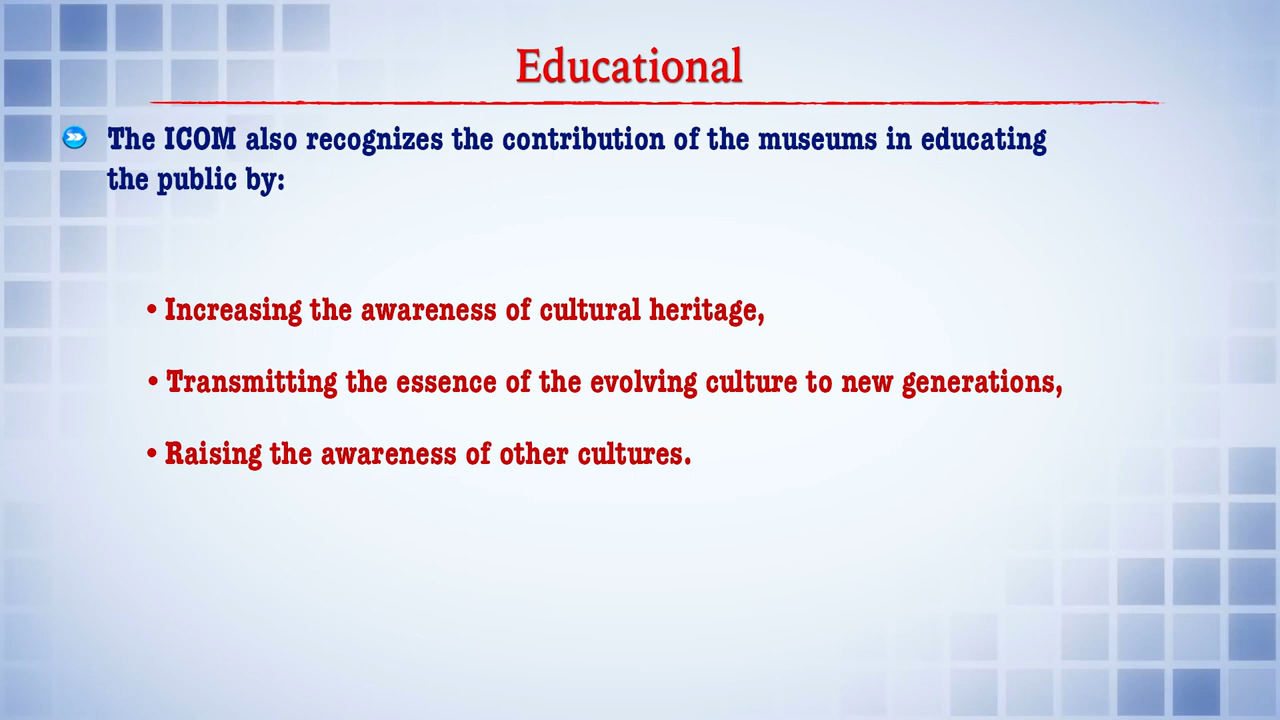 Educational
The ICOM also recognizes the contribution of the museums in educating
the public by:
• Increasing the awareness of cultural heritage,
• Transmitting the essence of the evolving culture to new generations,
• Raising the awareness of other cultures.